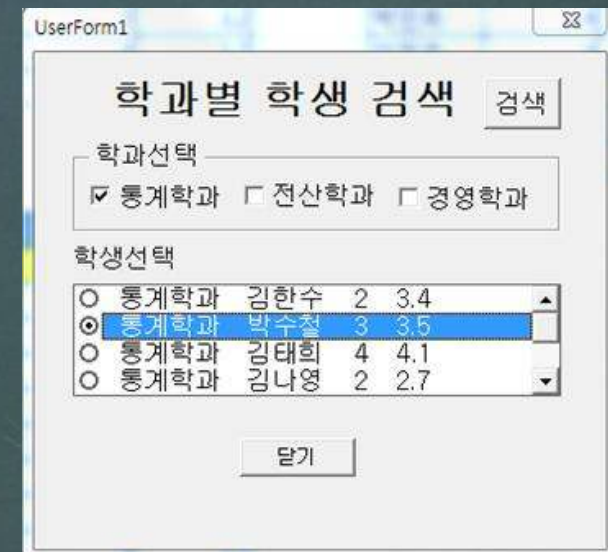 UserForm1
학과별 학생 검색 검색
학과선택
통계학과 전산학과 경영학과
학생선택
통계학과 김한수 2 3.4
통계학과 박수철 3 3.5
통계학과 김태희 4 4.1
통계학과 김나영 2 2.7
닫기